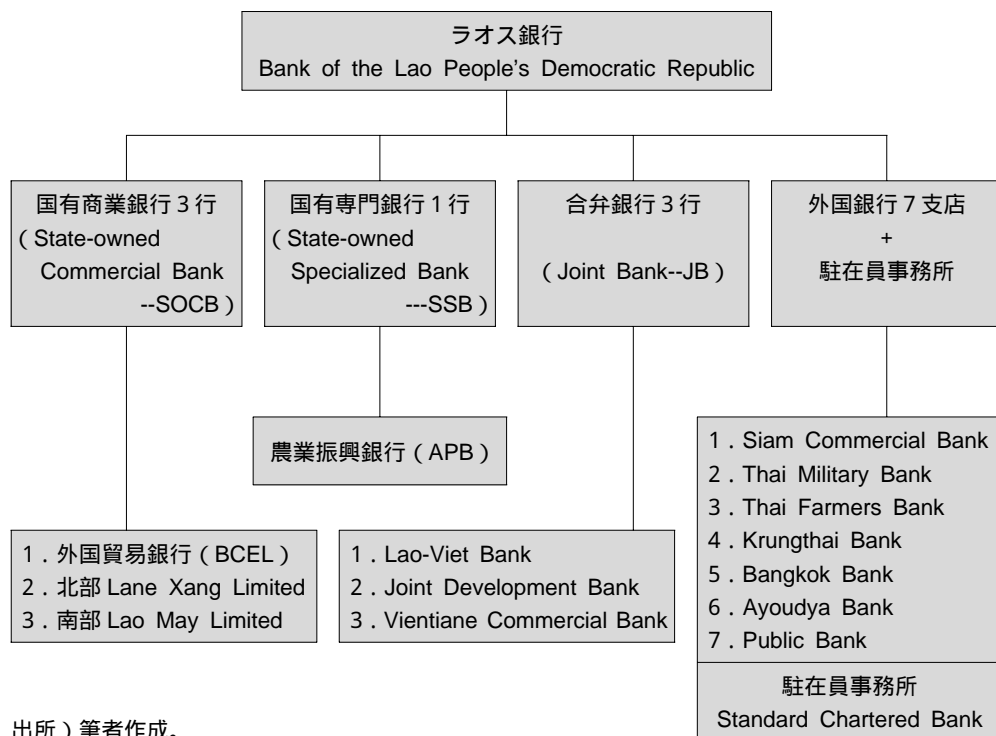 ラオス銀行
Bank of the Lao People's Democratic Republic
国有商業銀行3行
（State-owned
Commercial Bank
--SOCB）
国有専門銀行1行
（State-owned
Specialized Bank
---SSB）
合弁銀行3行
（Joint Bank--JB）
外国銀行7支店
+
駐在員事務所
1．外国貿易銀行（BCEL）
2．北部 Lane Xang Limited
3．南部 Lao May Limited
農業振興銀行（APB）
1．Lao-Viet Bank
2．Joint Development Bank
3．Vientiane Commercial Bank
1．Siam Commercial Bank
2．Thai Military Bank
3．Thai Farmers Bank
4．Krungthai Bank
5．Bangkok Bank
6．Ayoudya Bank
7．Public Bank
駐在員事務所
Standard Chartered Bank
出所）筆者作成。